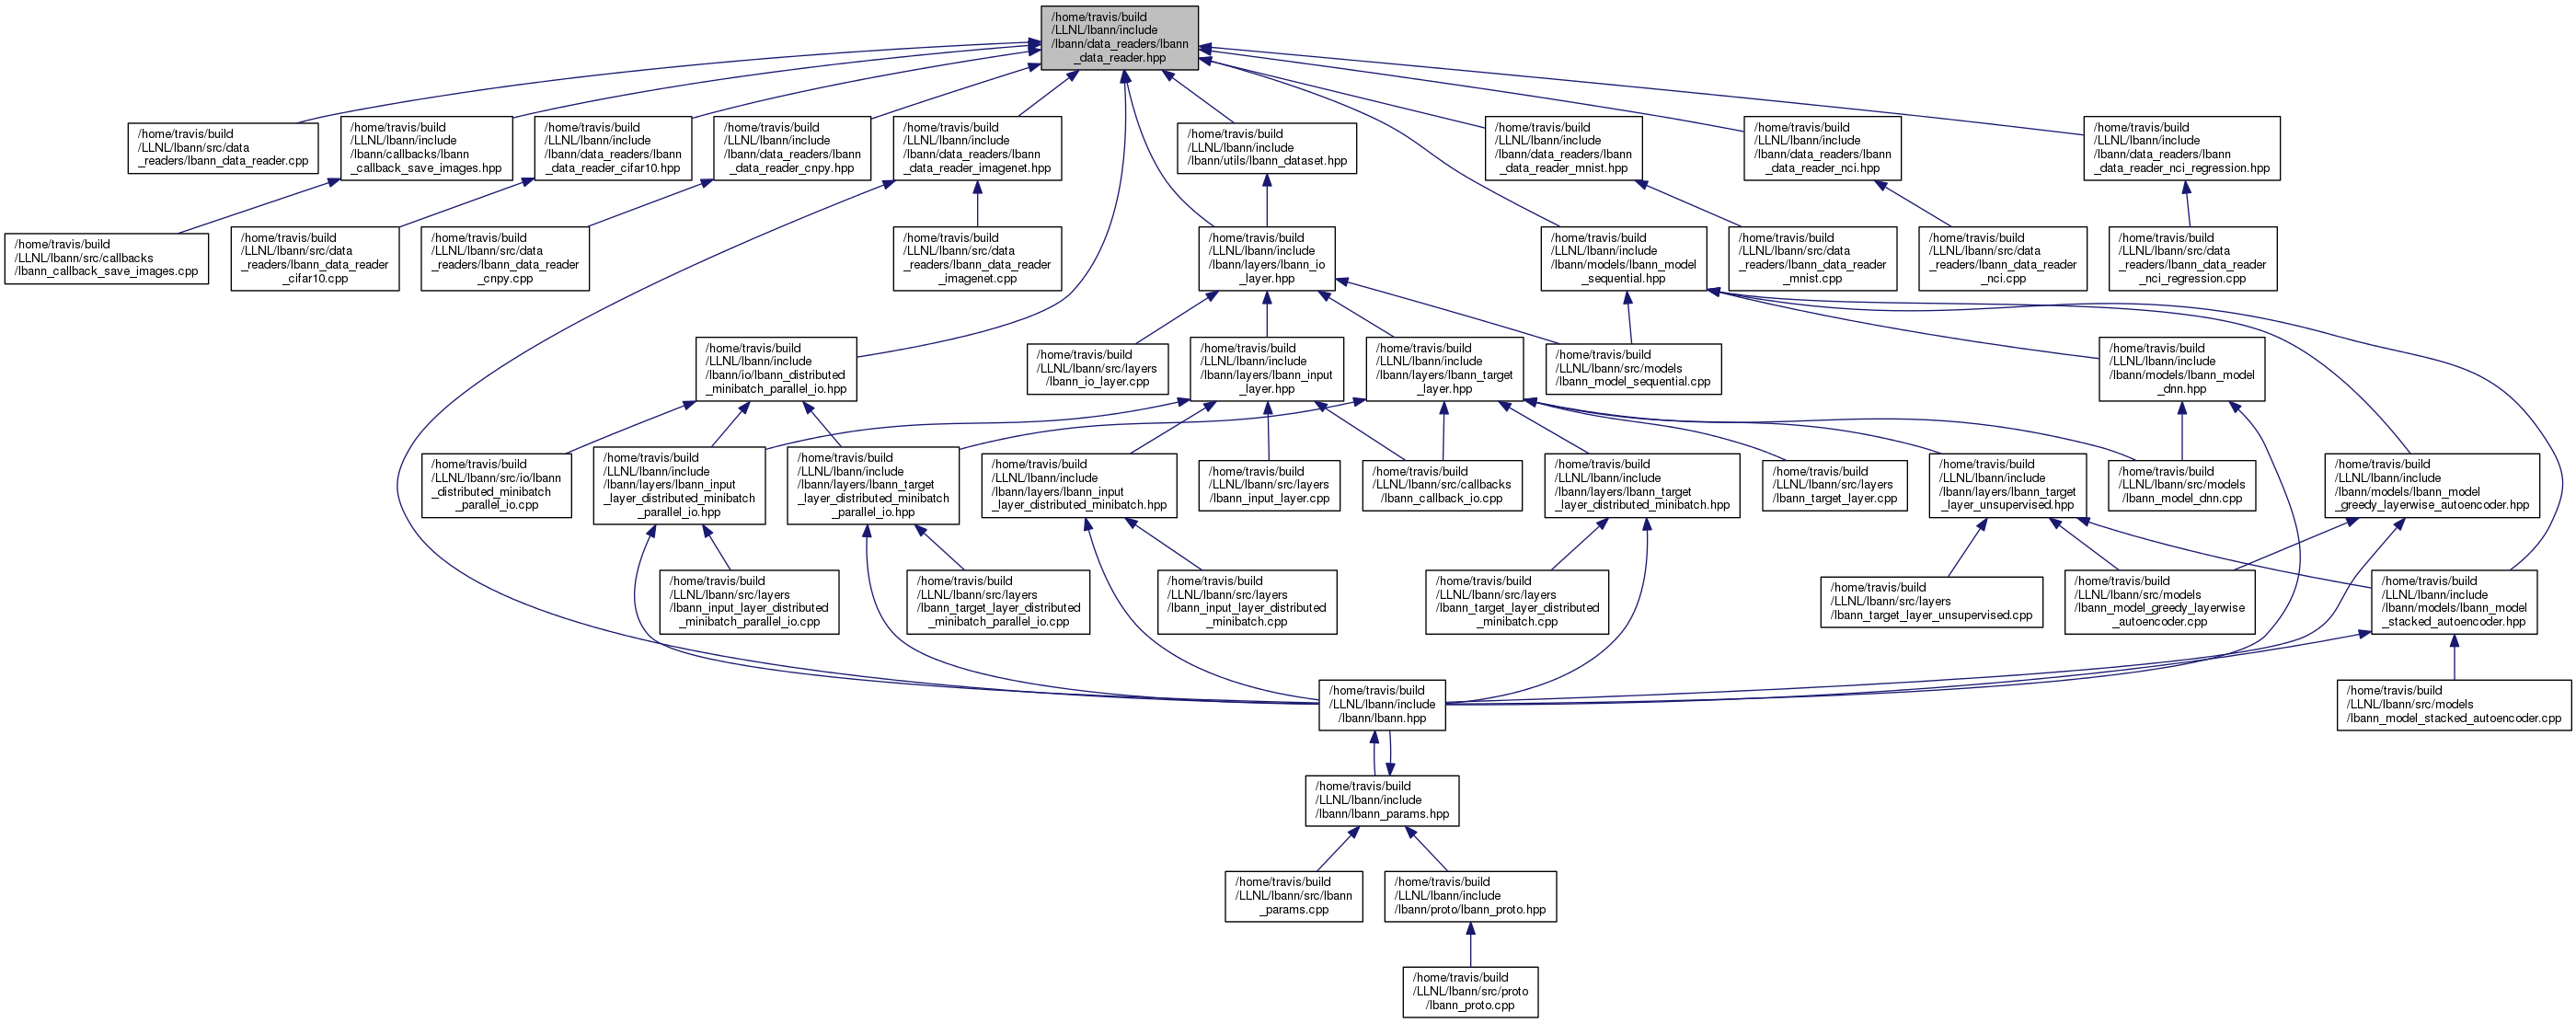 /home/travis/build
/LLNL/lbann/include
/lbann/data_readers/lbann
_data_reader.hpp
/home/travis/build
/LLNL/lbann/src/data
_readers/lbann_data_reader.cpp
/home/travis/build
/LLNL/lbann/include
/lbann/callbacks/lbann
_callback_save_images.hpp
/home/travis/build
/LLNL/lbann/include
/lbann/data_readers/lbann
_data_reader_cifar10.hpp
/home/travis/build
/LLNL/lbann/include
/lbann/data_readers/lbann
_data_reader_cnpy.hpp
/home/travis/build
/LLNL/lbann/include
/lbann/data_readers/lbann
_data_reader_imagenet.hpp
/home/travis/build
/LLNL/lbann/include
/lbann/utils/lbann_dataset.hpp
/home/travis/build
/LLNL/lbann/include
/lbann/data_readers/lbann
_data_reader_mnist.hpp
/home/travis/build
/LLNL/lbann/include
/lbann/data_readers/lbann
_data_reader_nci.hpp
/home/travis/build
/LLNL/lbann/include
/lbann/data_readers/lbann
_data_reader_nci_regression.hpp
/home/travis/build
/LLNL/lbann/src/callbacks
/lbann_callback_save_images.cpp
/home/travis/build
/LLNL/lbann/src/data
_readers/lbann_data_reader
_cifar10.cpp
/home/travis/build
/LLNL/lbann/src/data
_readers/lbann_data_reader
_cnpy.cpp
/home/travis/build
/LLNL/lbann/src/data
_readers/lbann_data_reader
_imagenet.cpp
/home/travis/build
/LLNL/lbann/include
/lbann/layers/lbann_io
_layer.hpp
/home/travis/build
/LLNL/lbann/include
/lbann/models/lbann_model
_sequential.hpp
/home/travis/build
/LLNL/lbann/src/data
_readers/lbann_data_reader
_mnist.cpp
/home/travis/build
/LLNL/lbann/src/data
_readers/lbann_data_reader
_nci.cpp
/home/travis/build
/LLNL/lbann/src/data
_readers/lbann_data_reader
_nci_regression.cpp
/home/travis/build
/LLNL/lbann/include
/lbann/io/lbann_distributed
_minibatch_parallel_io.hpp
/home/travis/build
/LLNL/lbann/src/layers
/lbann_io_layer.cpp
/home/travis/build
/LLNL/lbann/include
/lbann/layers/lbann_input
_layer.hpp
/home/travis/build
/LLNL/lbann/include
/lbann/layers/lbann_target
_layer.hpp
/home/travis/build
/LLNL/lbann/src/models
/lbann_model_sequential.cpp
/home/travis/build
/LLNL/lbann/include
/lbann/models/lbann_model
_dnn.hpp
/home/travis/build
/LLNL/lbann/src/io/lbann
_distributed_minibatch
_parallel_io.cpp
/home/travis/build
/LLNL/lbann/include
/lbann/layers/lbann_input
_layer_distributed_minibatch
_parallel_io.hpp
/home/travis/build
/LLNL/lbann/include
/lbann/layers/lbann_target
_layer_distributed_minibatch
_parallel_io.hpp
/home/travis/build
/LLNL/lbann/include
/lbann/layers/lbann_input
_layer_distributed_minibatch.hpp
/home/travis/build
/LLNL/lbann/src/layers
/lbann_input_layer.cpp
/home/travis/build
/LLNL/lbann/src/callbacks
/lbann_callback_io.cpp
/home/travis/build
/LLNL/lbann/include
/lbann/layers/lbann_target
_layer_distributed_minibatch.hpp
/home/travis/build
/LLNL/lbann/src/layers
/lbann_target_layer.cpp
/home/travis/build
/LLNL/lbann/include
/lbann/layers/lbann_target
_layer_unsupervised.hpp
/home/travis/build
/LLNL/lbann/src/models
/lbann_model_dnn.cpp
/home/travis/build
/LLNL/lbann/include
/lbann/models/lbann_model
_greedy_layerwise_autoencoder.hpp
/home/travis/build
/LLNL/lbann/src/layers
/lbann_input_layer_distributed
_minibatch_parallel_io.cpp
/home/travis/build
/LLNL/lbann/src/layers
/lbann_target_layer_distributed
_minibatch_parallel_io.cpp
/home/travis/build
/LLNL/lbann/src/layers
/lbann_input_layer_distributed
_minibatch.cpp
/home/travis/build
/LLNL/lbann/src/layers
/lbann_target_layer_distributed
_minibatch.cpp
/home/travis/build
/LLNL/lbann/src/layers
/lbann_target_layer_unsupervised.cpp
/home/travis/build
/LLNL/lbann/src/models
/lbann_model_greedy_layerwise
_autoencoder.cpp
/home/travis/build
/LLNL/lbann/include
/lbann/models/lbann_model
_stacked_autoencoder.hpp
/home/travis/build
/LLNL/lbann/include
/lbann/lbann.hpp
/home/travis/build
/LLNL/lbann/src/models
/lbann_model_stacked_autoencoder.cpp
/home/travis/build
/LLNL/lbann/include
/lbann/lbann_params.hpp
/home/travis/build
/LLNL/lbann/src/lbann
_params.cpp
/home/travis/build
/LLNL/lbann/include
/lbann/proto/lbann_proto.hpp
/home/travis/build
/LLNL/lbann/src/proto
/lbann_proto.cpp